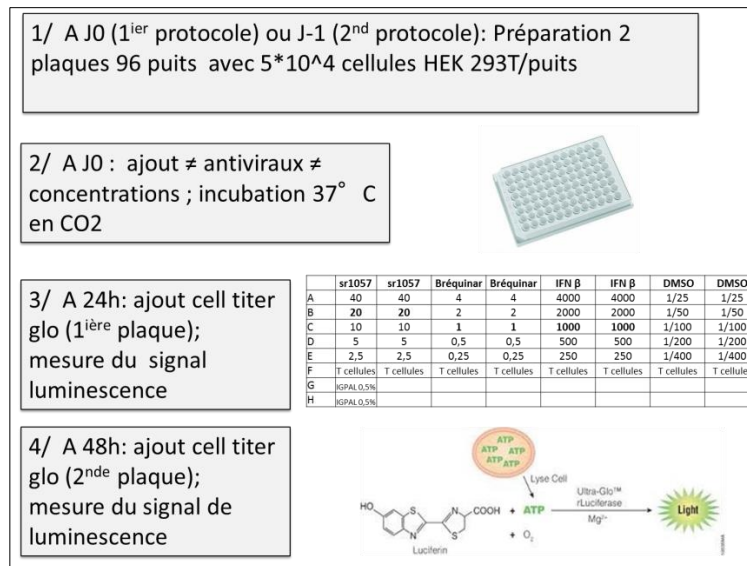 1/ A J0 (1ier protocole) ou J-1 (2nd protocole): Préparation 2
plaques 96 puits avec 5*10^4 cellules HEK 293T/puits
2/ A J0 : ajout ≠ antiviraux ≠
concentrations ; incubation 37° C
en CO2
3/ A 24h: ajout cell titer
glo (1ière plaque);
mesure du signal
luminescence
sr1057 sr1057 Bréquinar Bréquinar IFN β IFN β DMSO DMSO
A 40 40 4 4 4000 4000 1/25 1/25
B 20 20 2 2 2000 2000 1/50 1/50
C 10 10 1 1 1000 1000 1/100 1/100
D 5 5 0,5 0,5 500 500 1/200 1/200
E 2,5 2,5 0,25 0,25 250 250 1/400 1/400
F T cellules T cellules T cellules T cellules T cellules T cellules T cellules T cellule
G IGPAL 0,5%
H IGPAL 0,5%
4/ A 48h: ajout cell titer
glo (2nde plaque);
mesure du signal de
luminescence
ATP
ATP ATP
ATP ATP
Lyse Cell
HO
S
N
N
S
COOH
+ ATP
+ O2
Ultra-Glo™
rLuciferase
Mg2+
Light
Luciferin